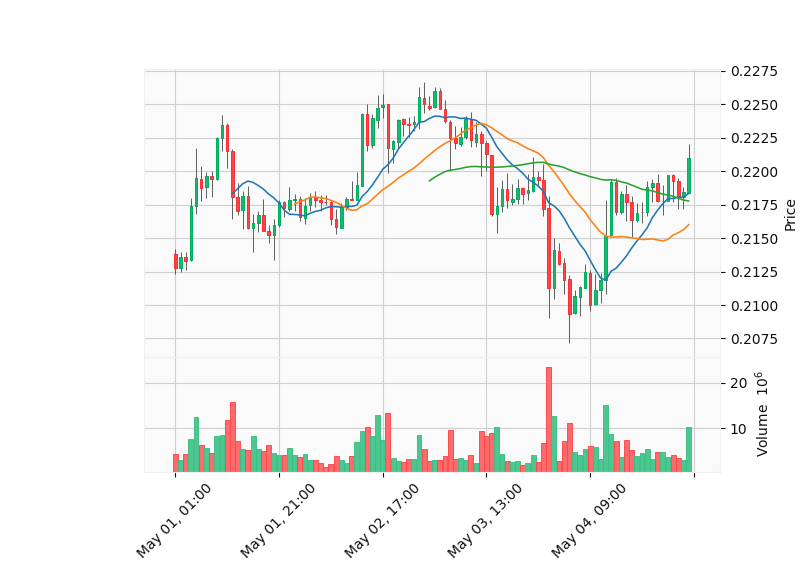 0.2275
0.2250
0.2225
0.2200
0.2175
0.2150
0.2125
0.2100
0.2075
Price
20
10
Volume 10^6
May 01, 01:00
May 01, 21:00
May 02, 17:00
May 03, 13:00
May 04, 09:00